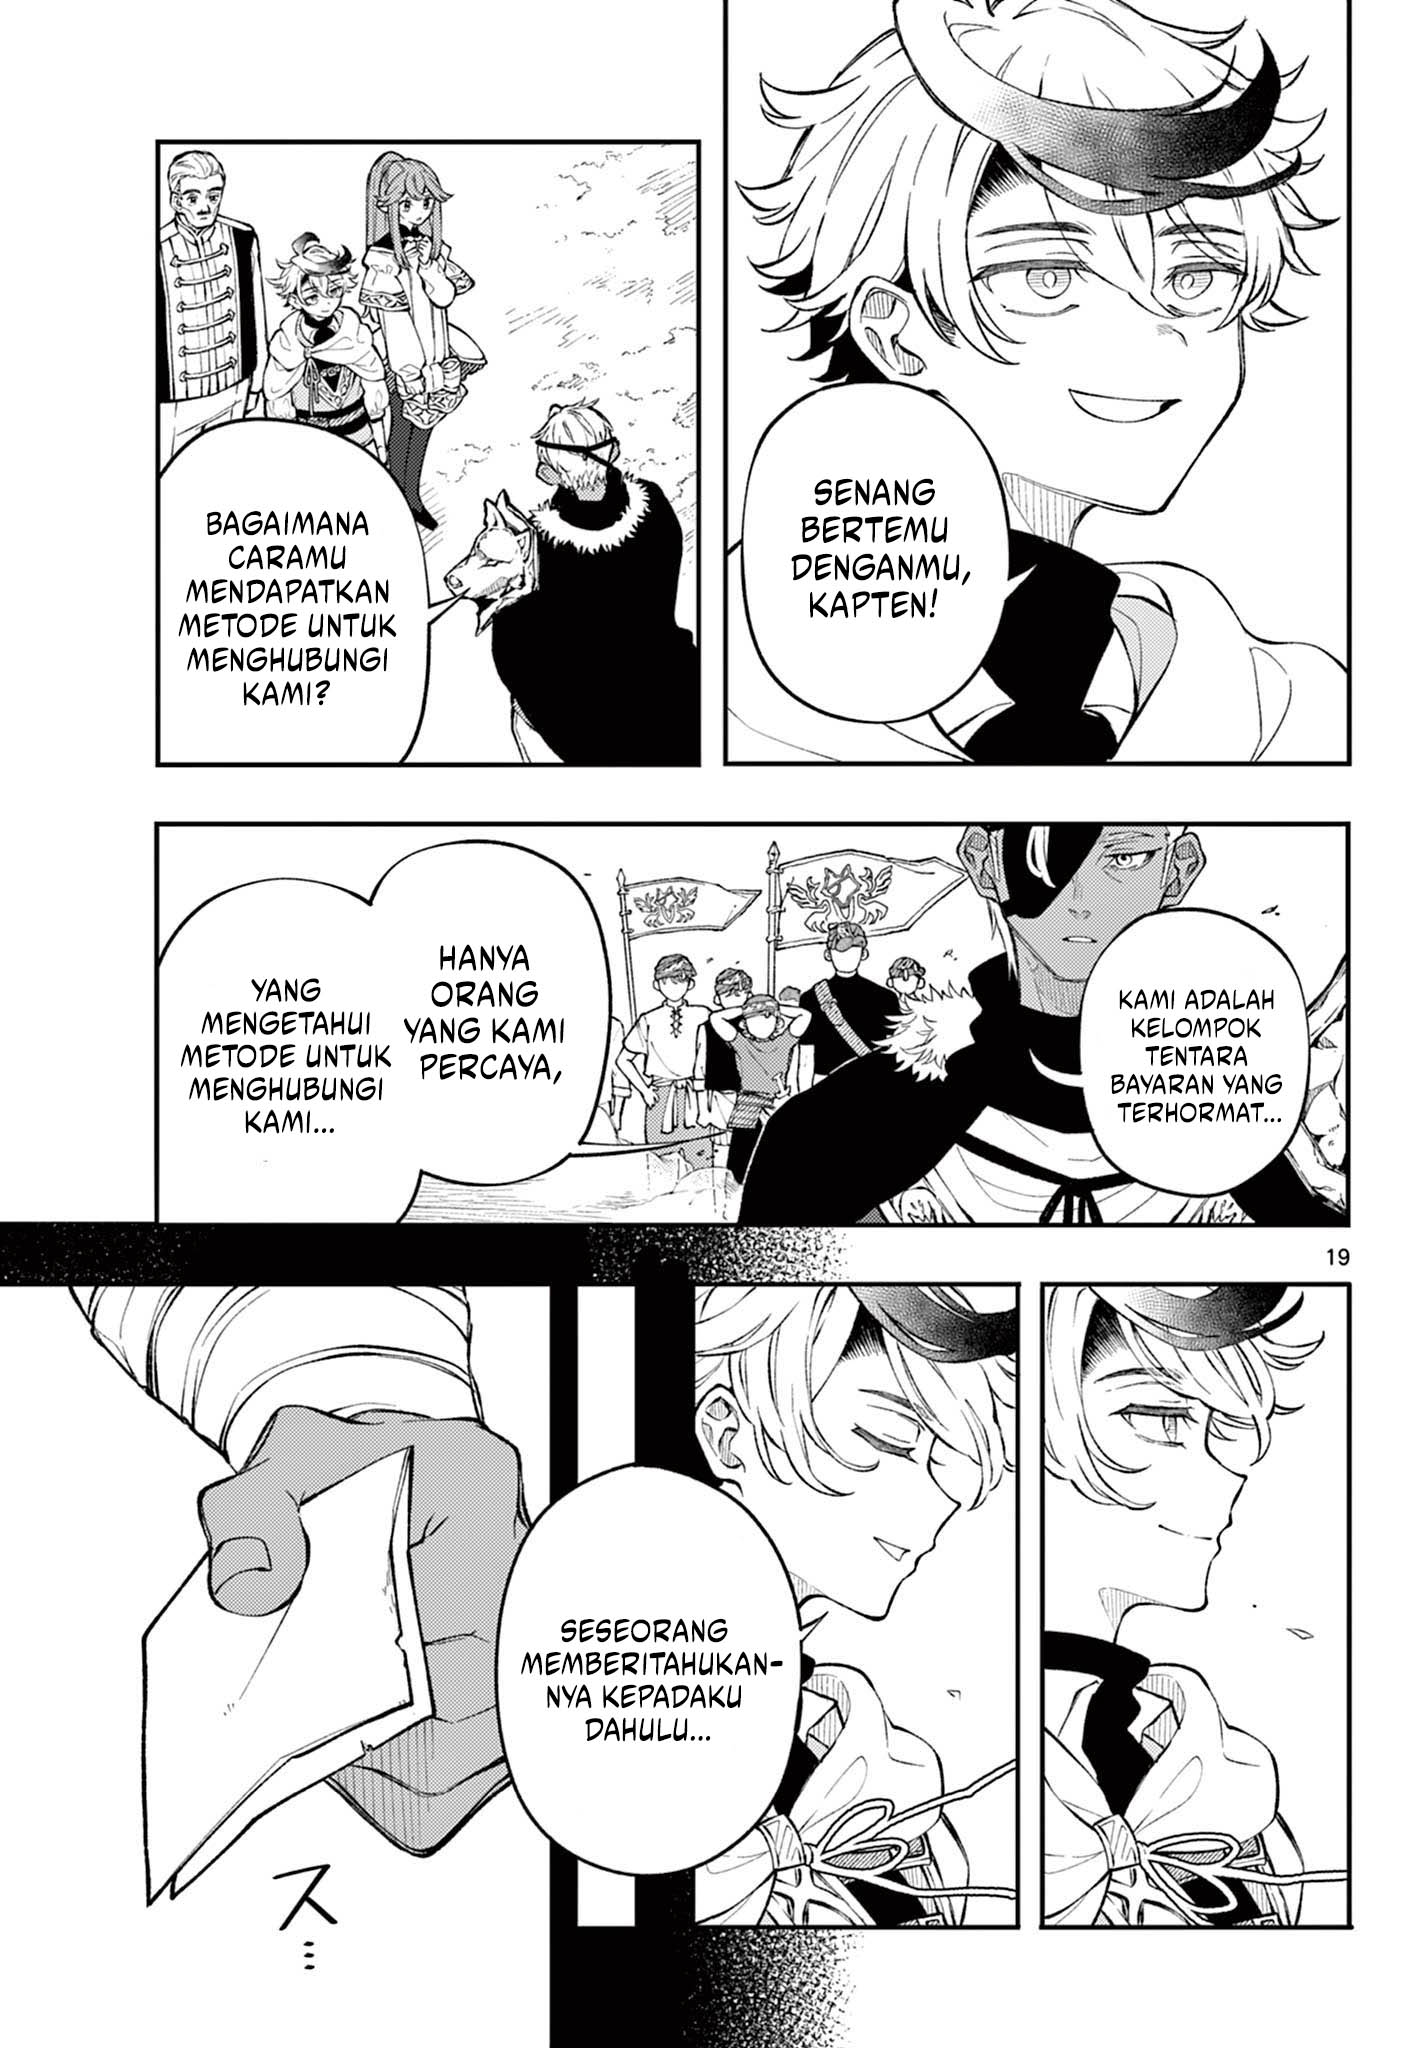 SENANG
BERTEMU
DENGANMU,
KAPTEN!
BAGAIMANA
CARAMU
MENDAPATKAN
METODE UNTUK
MENGHUBUNGI
KAMI?
KAMI ADALAH
KELOMPOK
TENTARA
BAYARAN YANG
TERHORMAT...
HANYA
ORANG
YANG KAMI
PERCAYA,
YANG
MENGETAHUI
METODE UNTUK
MENGHUBUNGI
KAMI...
19
SESEORANG
MEMBERITAHUKAN-
NYA KEPADAKU
DAHULU...
ス...